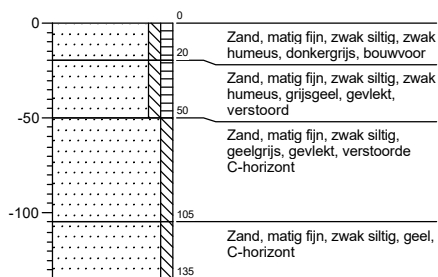 0
0
Zand, matig fijn, zwak siltig, zwak
humeus, donkergrijs, bouwvoor
20
Zand, matig fijn, zwak siltig, zwak
humeus, grijsgeel, gevlekt,
verstoord
-50
50
Zand, matig fijn, zwak siltig,
geelgrijs, gevlekt, verstoorde
C-horizont
-100
105
Zand, matig fijn, zwak siltig, geel,
C-horizont
135